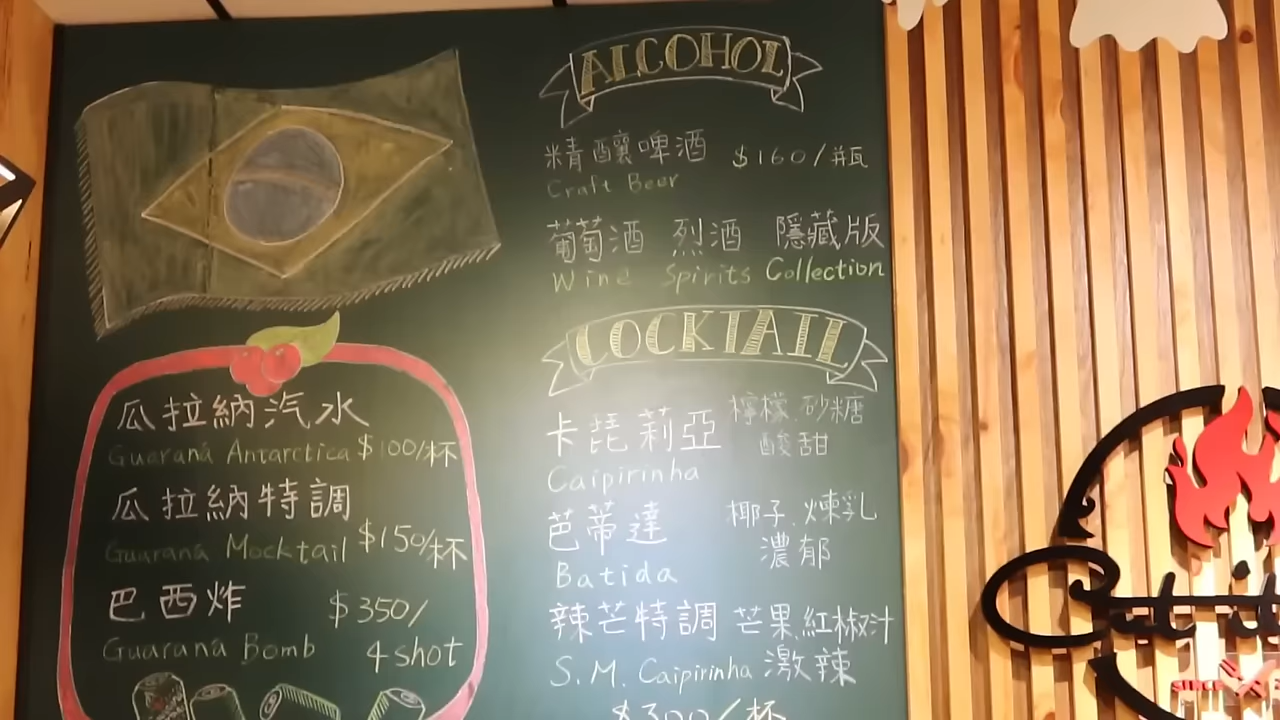 瓜拉納汽水
Guaraná Antarctica $100/杯
瓜拉納特調
Guaraná Mocktail $150/杯
巴西炸 $350/
Guaraná Bomb 4 shot
ALCOHOL
精釀啤酒 $160/瓶
Craft Beer
葡萄酒 烈酒 隱藏版
Wine Spirits Collection
COCKTAIL
卡琵莉亞 檸檬、砂糖
酸甜
Caipirinha
芭蒂達 椰子、煉乳
濃郁
Batida
辣芒特調 芒果、紅椒汁
S.M. Caipirinha 激辣
$300/杯
SINCE